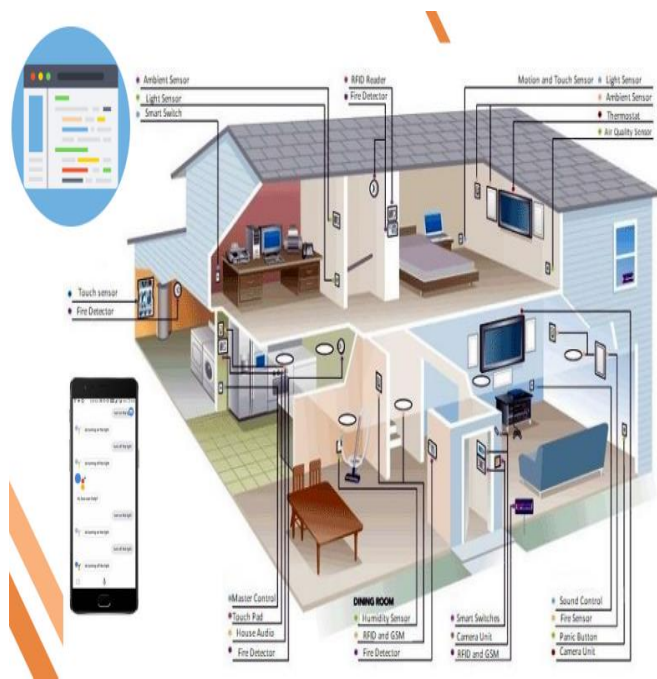 Ambient Sensor
Light Sensor
Smart Switch
RFID Reader
Fire Detector
Motion and Touch Sensor
Light Sensor
Ambient Sensor
Thermostat
Air Quality Sensor
Touch sensor
Fire Detector
Master Control
Touch Pad
House Audio
Fire Detector
DINING ROOM
Humidity Sensor
RFID and GSM
Fire Detector
Smart Switches
Camera Unit
RFID and GSM
Sound Control
Fire Sensor
Panic Button
Camera Unit